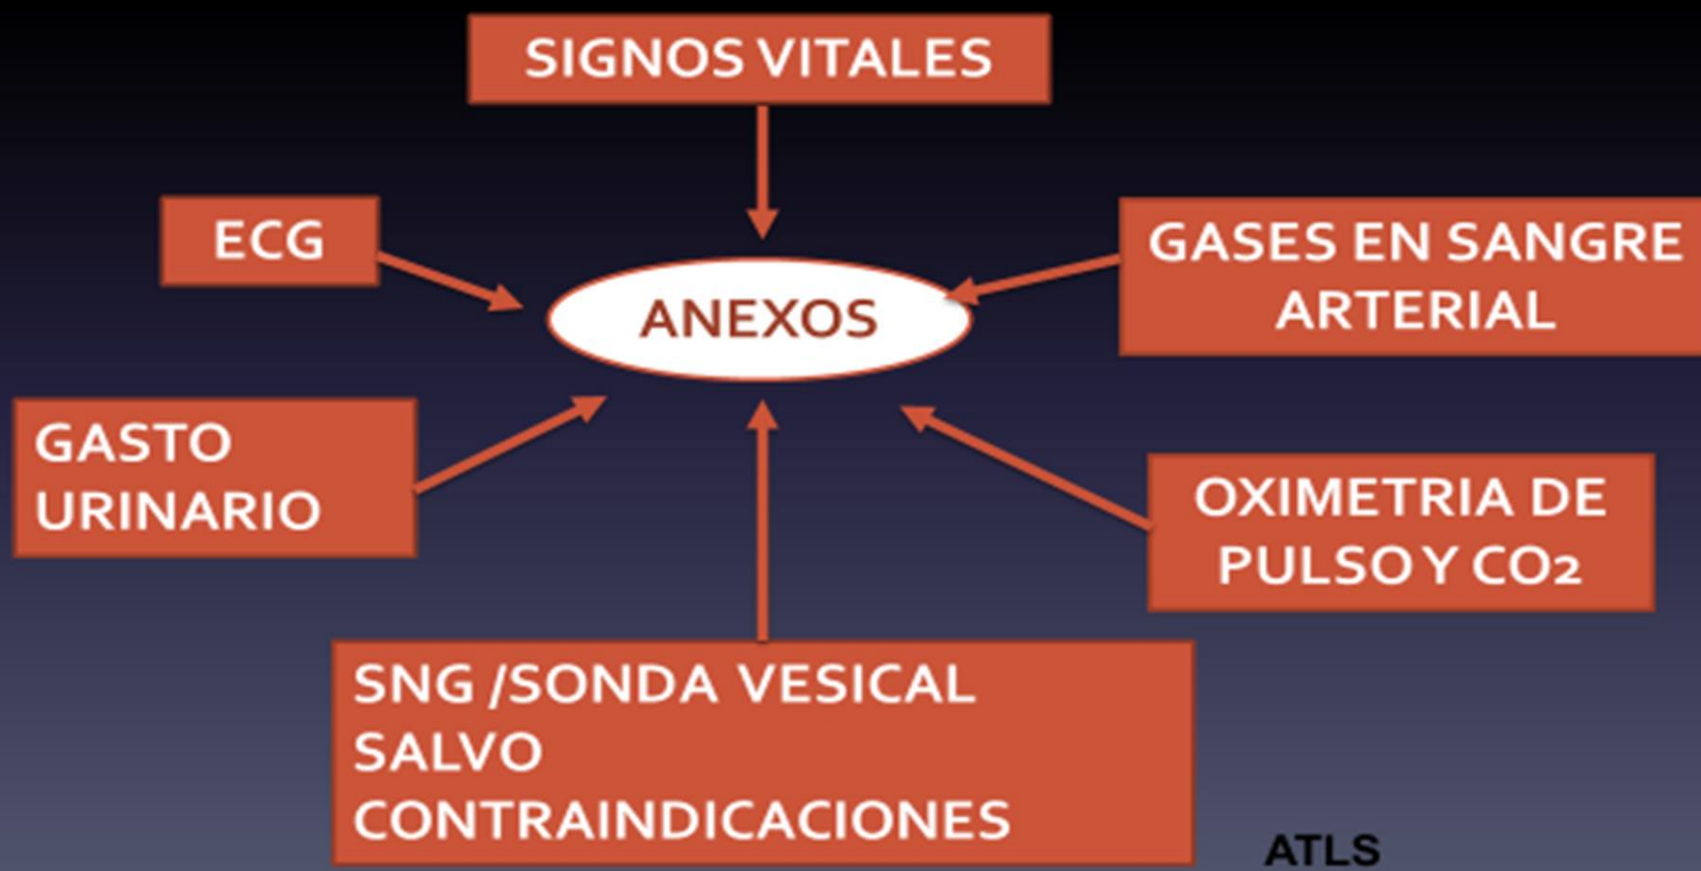 SIGNOS VITALES
ECG
GASES EN SANGRE
ARTERIAL
ANEXOS
GASTO
URINARIO
OXIMETRIA DE
PULSO Y CO2
SNG /SONDA VESICAL
SALVO
CONTRAINDICACIONES
ATLS